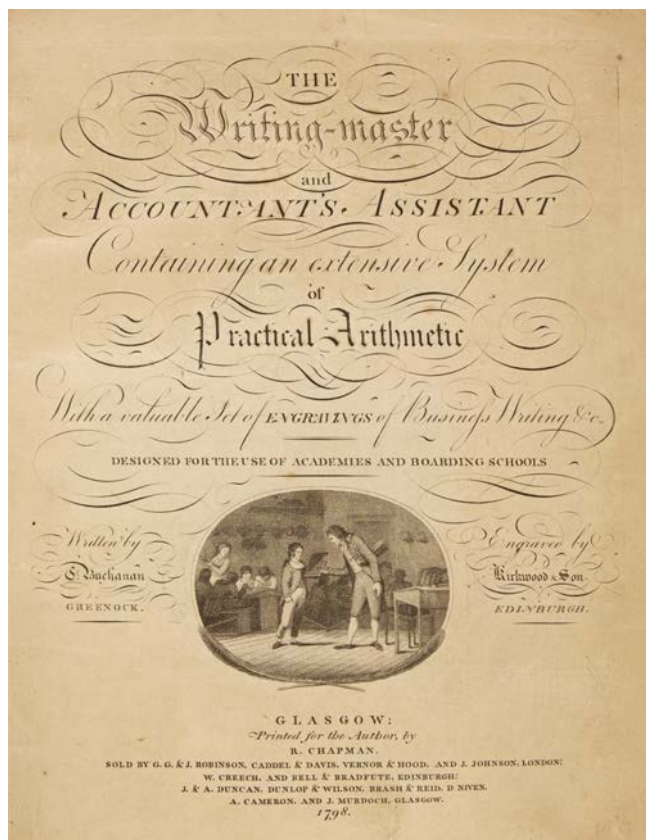 THE
Writing-master
and
ACCOUNTANT'S ASSISTANT
Containing an extensive System
of
Practical Arithmetic
With a valuable Set of ENGRAVINGS of Busineſs Writing &c.
DESIGNED FOR THE USE OF ACADEMIES AND BOARDING SCHOOLS
Written by
Buchanan
GREENOCK.
Engraved by
Kirkwood & Son
EDINBURGH.
GLASGOW:
Printed for the Author, by
R. CHAPMAN.
SOLD BY G. G. & J. ROBINSON, CADDEL & DAVIS, VERNOR & HOOD, AND J. JOHNSON, LONDON;
W. CREECH, AND BELL & BRADFUTE, EDINBURGH;
J. & A. DUNCAN, DUNLOP & WILSON, BRASH & REID, D. NIVEN,
A. CAMERON, AND J. MURDOCH, GLASGOW.
1798.